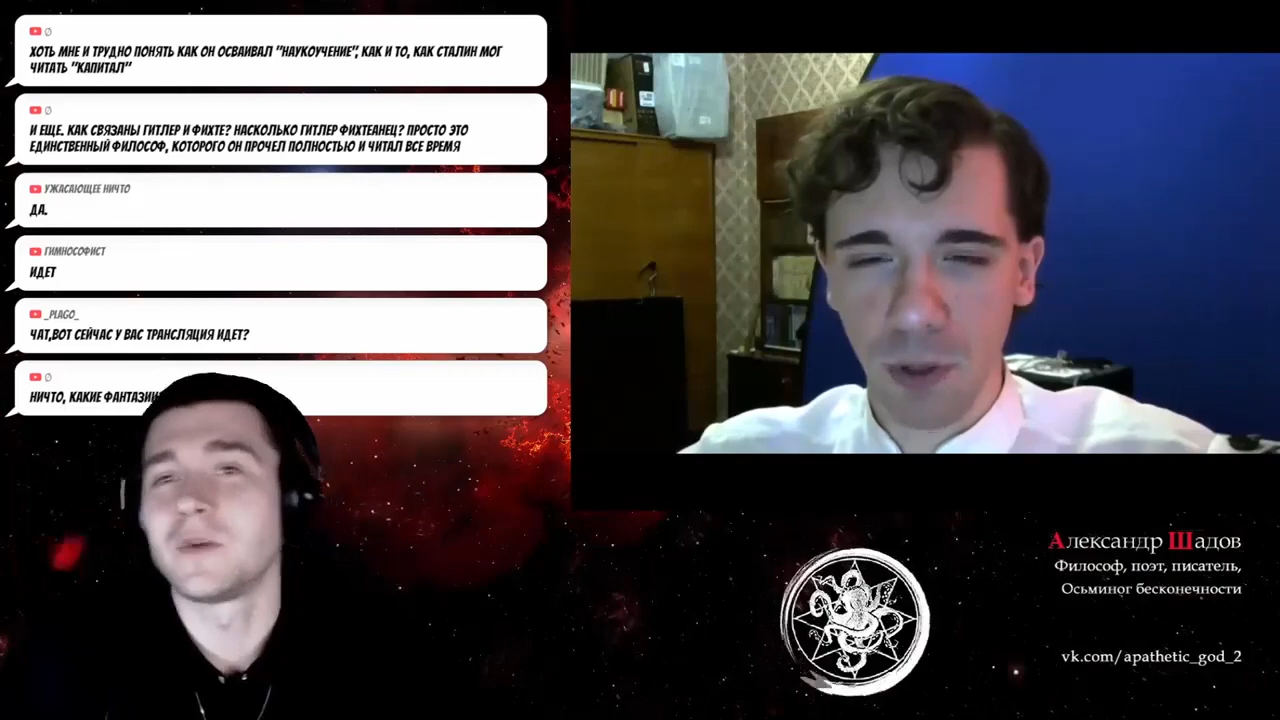 Ø
ХОТЬ МНЕ И ТРУДНО ПОНЯТЬ КАК ОН ОСВАИВАЛ "НАУКОУЧЕНИЕ", КАК И ТО, КАК СТАЛИН МОГ
ЧИТАТЬ "КАПИТАЛ"
Ø
И ЕЩЕ. КАК СВЯЗАНЫ ГИТЛЕР И ФИХТЕ? НАСКОЛЬКО ГИТЛЕР ФИХТЕАНЕЦ? ПРОСТО ЭТО
ЕДИНСТВЕННЫЙ ФИЛОСОФ, КОТОРОГО ОН ПРОЧЕЛ ПОЛНОСТЬЮ И ЧИТАЛ ВСЕ ВРЕМЯ
УЖАСАЮЩЕЕ НИЧТО
ДА.
ГИМНОСОФИСТ
ИДЕТ
_PLAGO_
ЧАТ,ВОТ СЕЙЧАС У ВАС ТРАНСЛЯЦИЯ ИДЕТ?
Ø
НИЧТО, КАКИЕ ФАНТАЗИИ
Александр Шадов
Философ, поэт, писатель,
Осьминог бесконечности
vk.com/apathetic_god_2